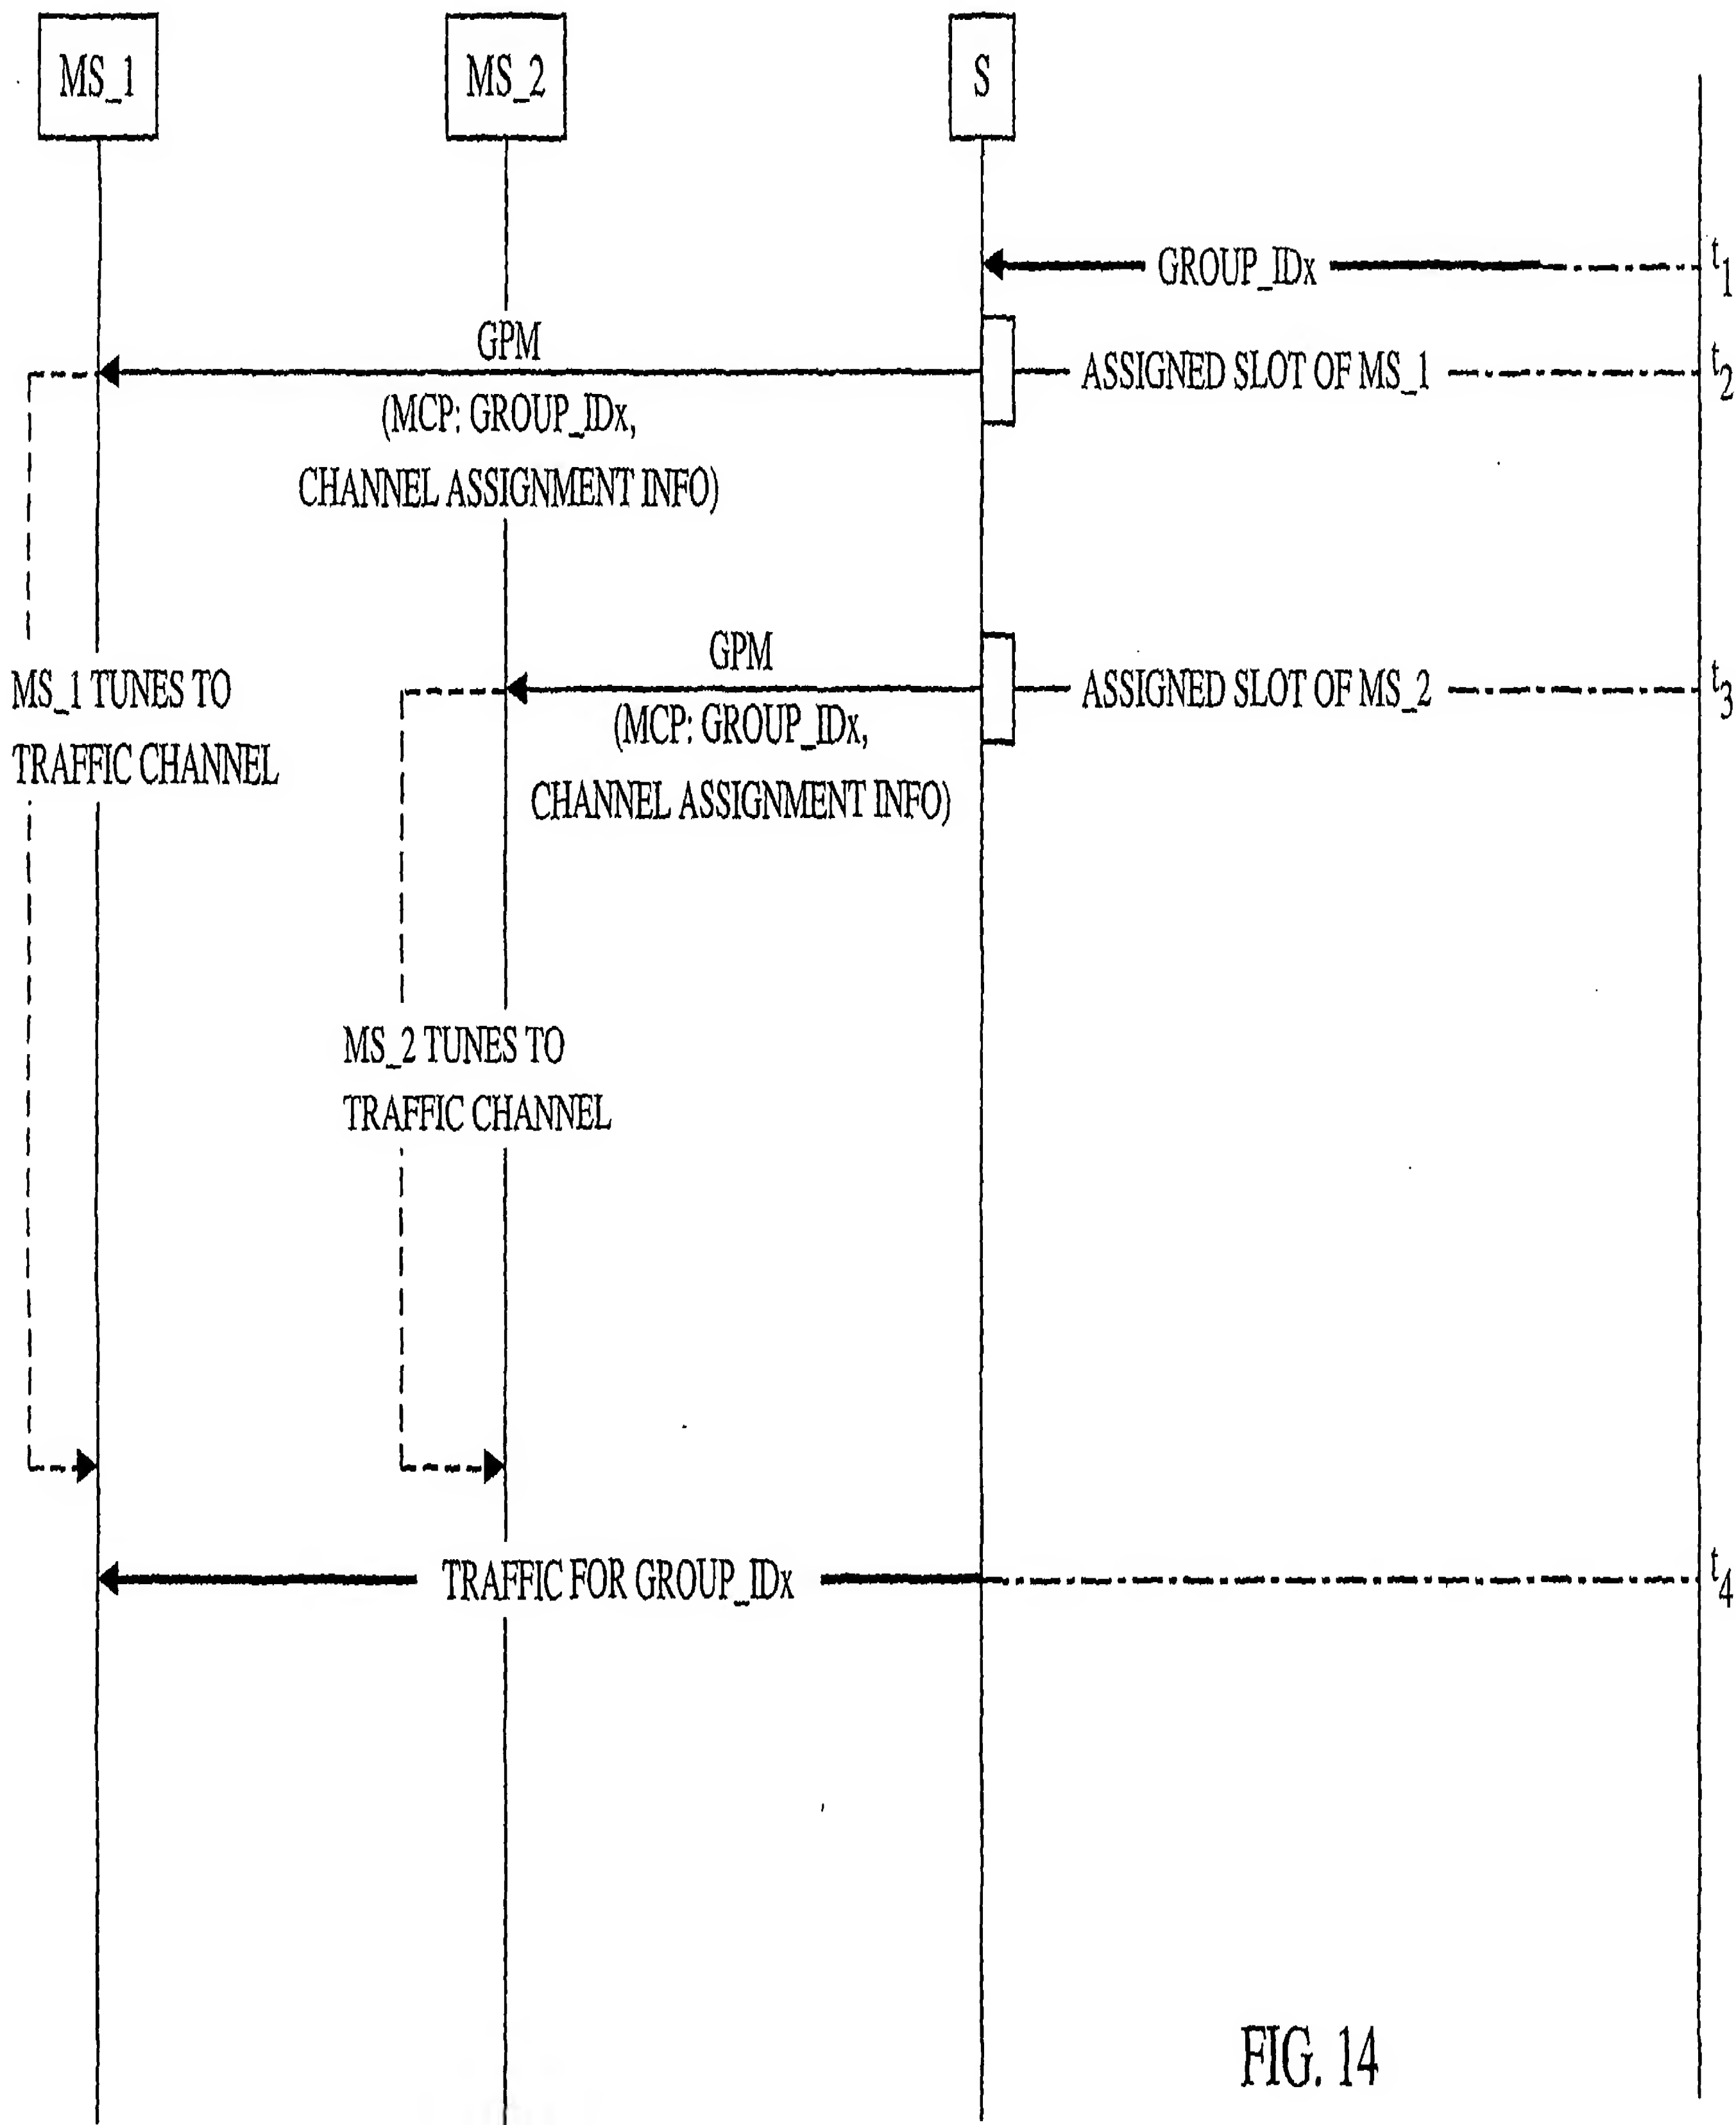 MS_1
MS_2
S
GROUP_IDx
t1
GPM
ASSIGNED SLOT OF MS_1
t2
(MCP: GROUP_IDx,
CHANNEL ASSIGNMENT INFO)
GPM
MS_1 TUNES TO
TRAFFIC CHANNEL
ASSIGNED SLOT OF MS_2
t3
(MCP: GROUP_IDx,
CHANNEL ASSIGNMENT INFO)
MS_2 TUNES TO
TRAFFIC CHANNEL
TRAFFIC FOR GROUP_IDx
t4
FIG. 14